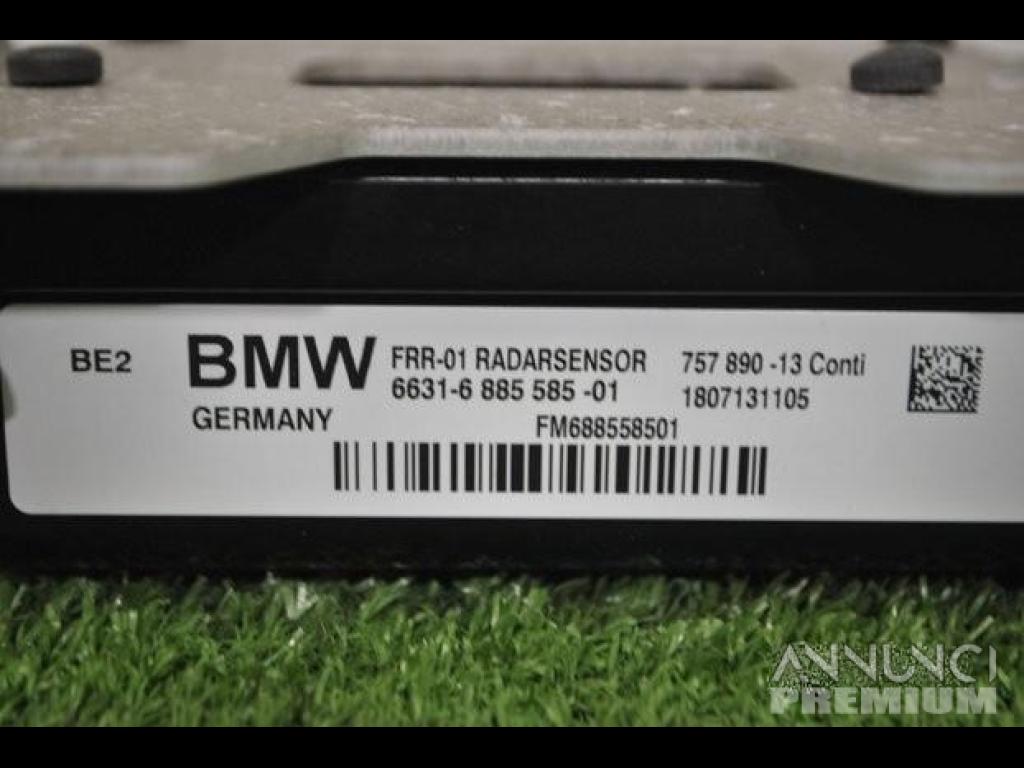 BE2
BMW
GERMANY
FRR-01 RADARSENSOR
6631-6 885 585 -01
757 890 -13 Conti
1807131105
FM688558501
ANNUNCI
PREMIUM